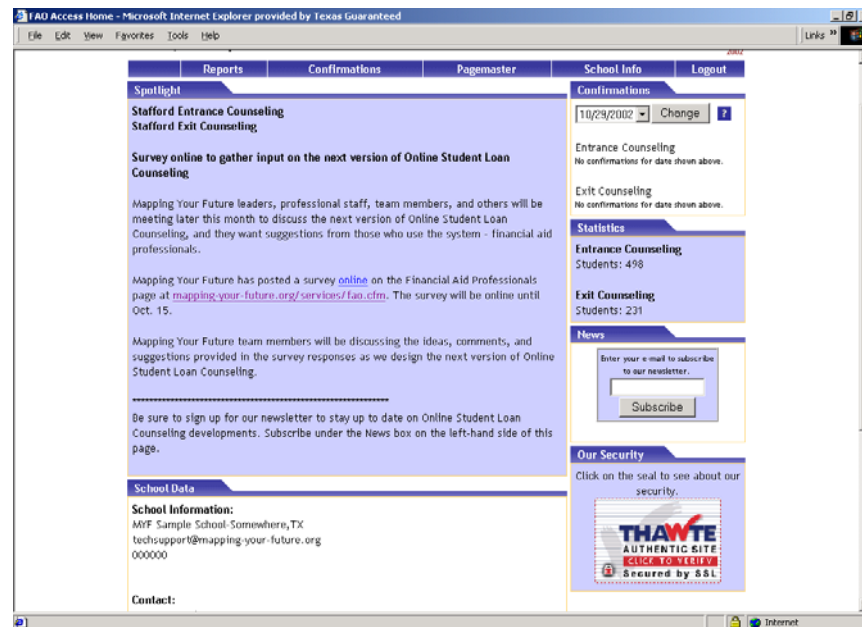 FAO Access Home - Microsoft Internet Explorer provided by Texas Guaranteed
File Edit View Favorites Tools Help
Links »
2002
Reports Confirmations Pagemaster School Info Logout
Spotlight
Stafford Entrance Counseling
Stafford Exit Counseling
Survey online to gather input on the next version of Online Student Loan
Counseling
Mapping Your Future leaders, professional staff, team members, and others will be
meeting later this month to discuss the next version of Online Student Loan
Counseling, and they want suggestions from those who use the system - financial aid
professionals.
Mapping Your Future has posted a survey online on the Financial Aid Professionals
page at mapping-your-future.org/services/fao.cfm. The survey will be online until
Oct. 15.
Mapping Your Future team members will be discussing the ideas, comments, and
suggestions provided in the survey responses as we design the next version of Online
Student Loan Counseling.
----------------------------------------------------------------
Be sure to sign up for our newsletter to stay up to date on Online Student Loan
Counseling developments. Subscribe under the News box on the left-hand side of this
page.
School Data
School Information:
MYF Sample School-Somewhere,TX
techsupport@mapping-your-future.org
000000
Contact:
Confirmations
10/29/2002 Change ?
Entrance Counseling
No confirmations for date shown above.
Exit Counseling
No confirmations for date shown above.
Statistics
Entrance Counseling
Students: 498
Exit Counseling
Students: 231
News
Enter your e-mail to subscribe
to our newsletter.
Subscribe
Our Security
Click on the seal to see about our
security.
THAWTE
AUTHENTIC SITE
CLICK TO VERIFY
Secured by SSL
Internet